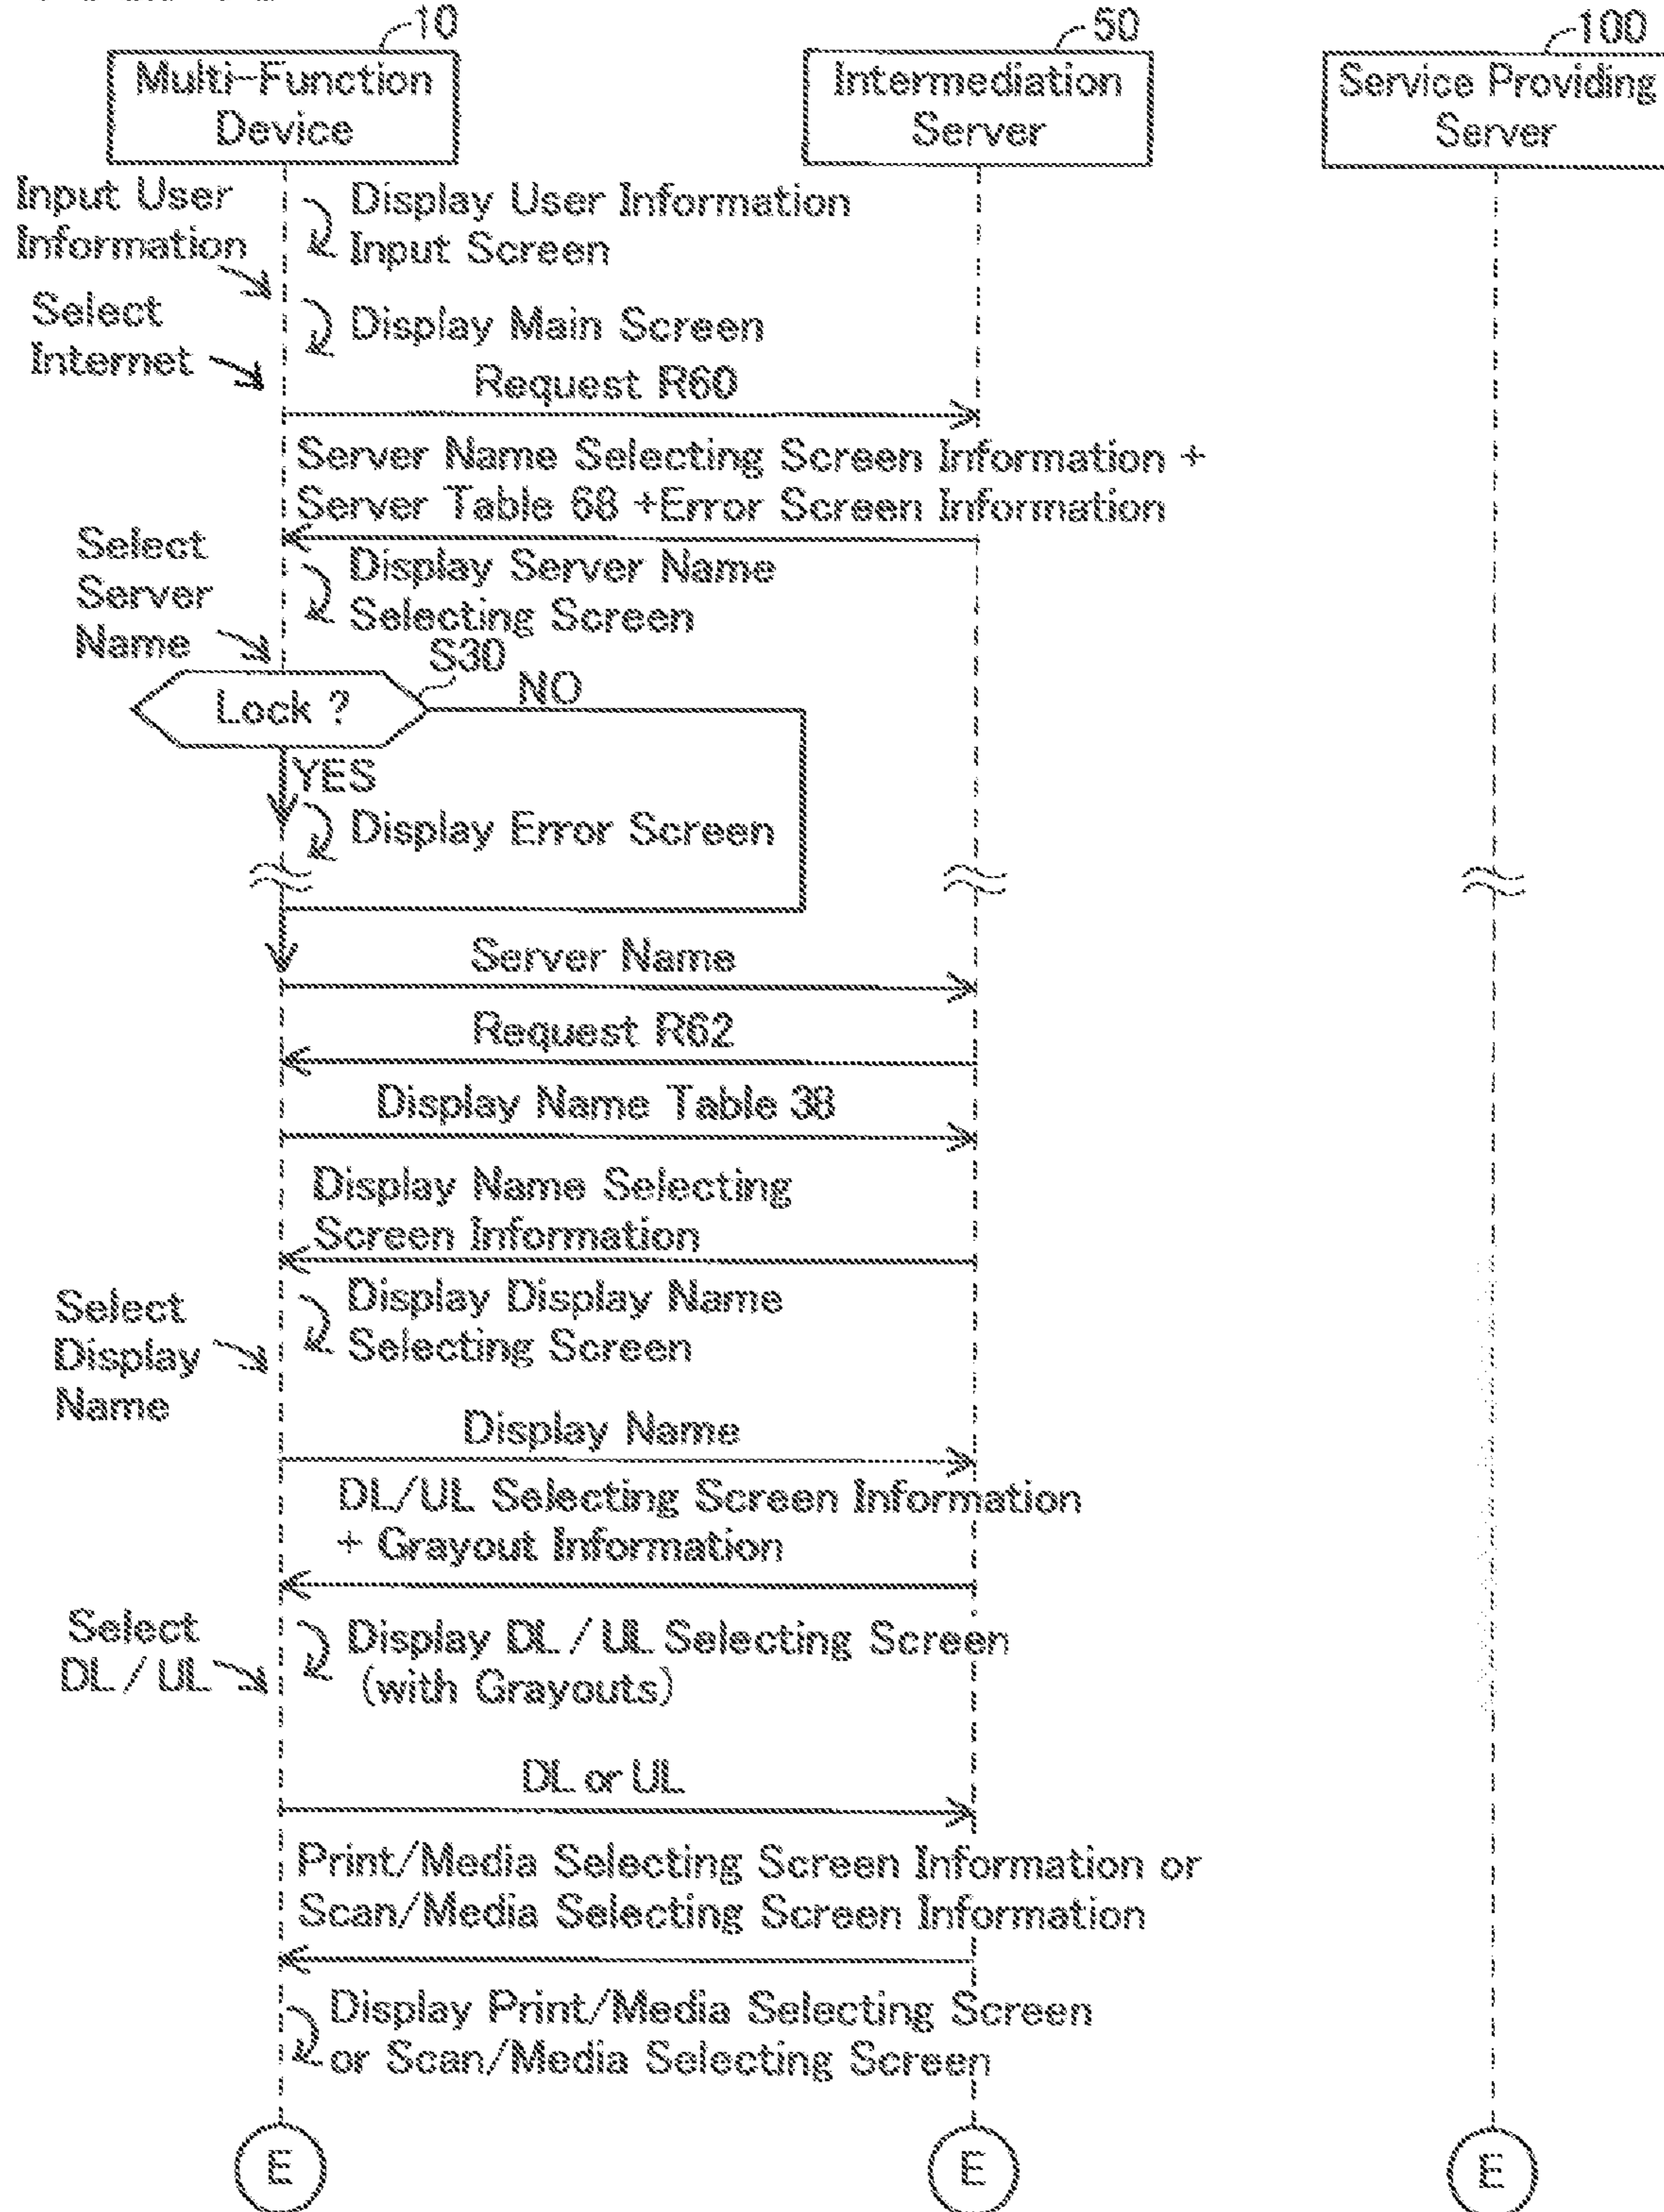 10
50
100
Multi-Function
Device
Intermediation
Server
Service Providing
Server
Input User
Information
Display User Information
Input Screen
Select
Internet
Display Main Screen
Request R60
Server Name Selecting Screen Information +
Server Table 68 +Error Screen Information
Select
Server
Name
Display Server Name
Selecting Screen
S30
Lock ?
NO
YES
Display Error Screen
Server Name
Request R62
Display Name Table 38
Display Name Selecting
Screen Information
Select
Display
Name
Display Display Name
Selecting Screen
Display Name
DL/UL Selecting Screen Information
+ Grayout Information
Select
DL / UL
Display DL / UL Selecting Screen
(with Grayouts)
DL or UL
Print/Media Selecting Screen Information or
Scan/Media Selecting Screen Information
Display Print/Media Selecting Screen
or Scan/Media Selecting Screen
E
E
E